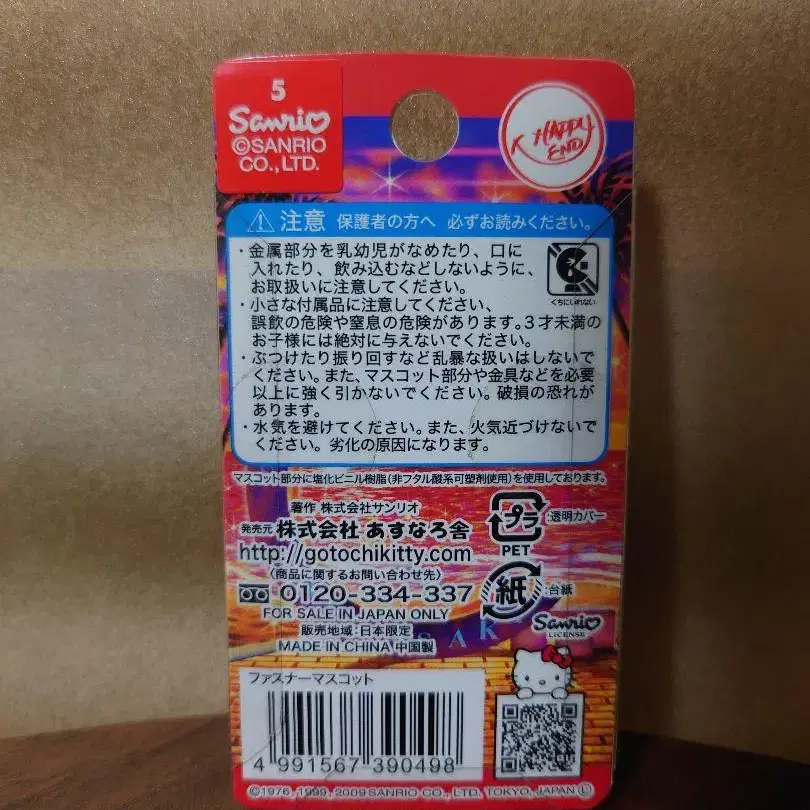 5
Sanrio
©SANRIO
CO., LTD.
HAPPY
END
⚠注意 保護者の方へ 必ずお読みください。
・金属部分を乳幼児がなめたり、口に
入れたり、飲み込むなどしないように、
お取扱いに注意してください。
くちにいれない
・小さな付属品に注意してください、
誤飲の危険や窒息の危険があります。3才未満の
お子様には絶対に与えないでください。
・ぶつけたり振り回すなど乱暴な扱いはしないで
ください。また、マスコット部分や金具などを必要
以上に強く引かないでください。破損の恐れが
あります。
・水気を避けてください。また、火気近づけないで
ください。劣化の原因になります。
マスコット部分に塩化ビニル樹脂(非フタル酸系可塑剤使用)を使用しております。
著作 株式会社サンリオ
発売元 株式会社 あすなろ舎
http://gotochikitty.com
〈商品に関するお問い合わせ先〉
0120-334-337
FOR SALE IN JAPAN ONLY
販売地域:日本限定
MADE IN CHINA 中国製
プラ :透明カバー
PET
紙 :台紙
Sanrio
LICENSE
SAK
ファスナーマスコット
4 991567 390498
©1976, 1999, 2009 SANRIO CO., LTD. TOKYO, JAPAN Ⓛ